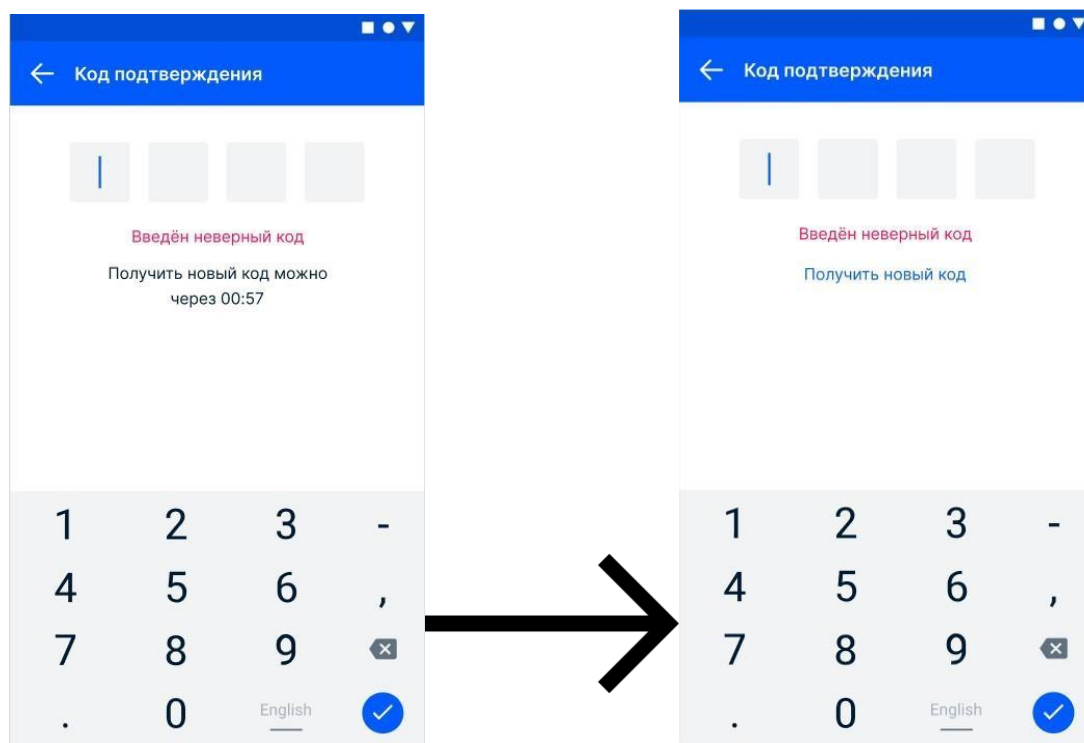 Код подтверждения
Введён неверный код
Получить новый код можно
через 00:57
1 2 3 -
4 5 6 ,
7 8 9
. 0 English
Код подтверждения
Введён неверный код
Получить новый код
1 2 3 -
4 5 6 ,
7 8 9
. 0 English